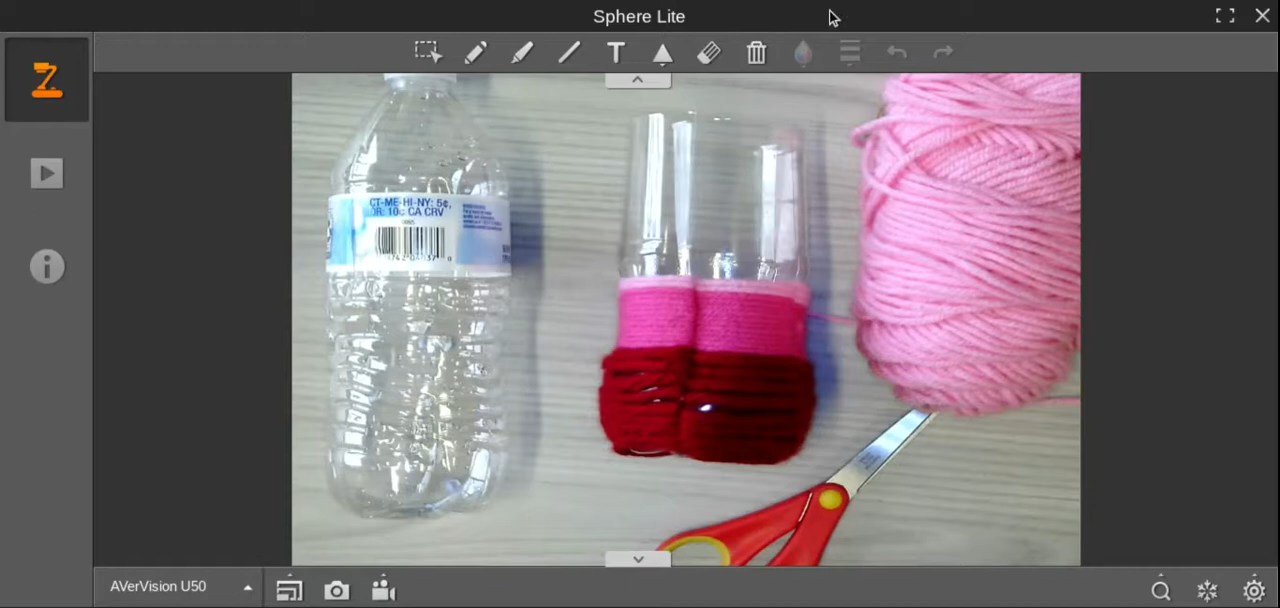 Sphere Lite
CT-ME-HI-NY: 5¢,
OR: 10¢ CA CRV
AVerVision U50